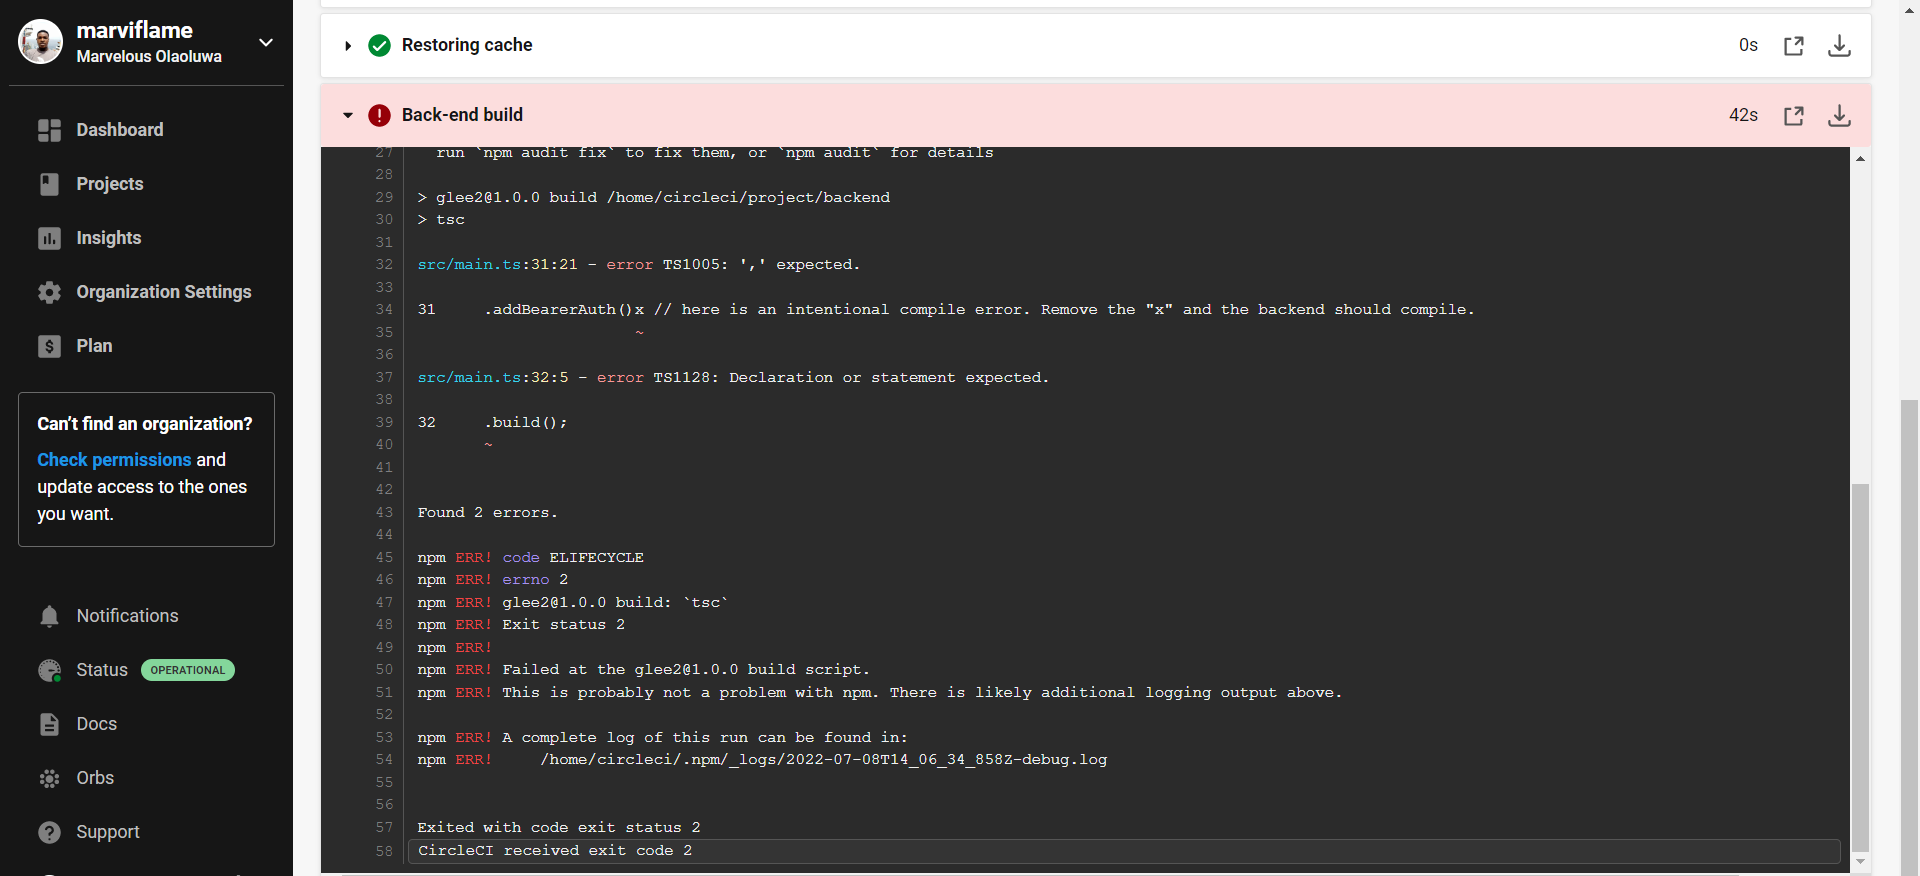 marviflame
Marvelous Olaoluwa
Dashboard
Projects
Insights
Organization Settings
Plan
Can't find an organization?
Check permissions and
update access to the ones
you want.
Notifications
Status OPERATIONAL
Docs
Orbs
Support
Restoring cache 0s
Back-end build 42s
27 run `npm audit fix` to fix them, or `npm audit` for details
28
29 > glee2@1.0.0 build /home/circleci/project/backend
30 > tsc
31
32 src/main.ts:31:21 - error TS1005: ',' expected.
33
34 31     .addBearerAuth()x // here is an intentional compile error. Remove the "x" and the backend should compile.
35                        ~
36
37 src/main.ts:32:5 - error TS1128: Declaration or statement expected.
38
39 32     .build();
40        ~
41
42
43 Found 2 errors.
44
45 npm ERR! code ELIFECYCLE
46 npm ERR! errno 2
47 npm ERR! glee2@1.0.0 build: `tsc`
48 npm ERR! Exit status 2
49 npm ERR!
50 npm ERR! Failed at the glee2@1.0.0 build script.
51 npm ERR! This is probably not a problem with npm. There is likely additional logging output above.
52
53 npm ERR! A complete log of this run can be found in:
54 npm ERR!     /home/circleci/.npm/_logs/2022-07-08T14_06_34_858Z-debug.log
55
56
57 Exited with code exit status 2
58 CircleCI received exit code 2